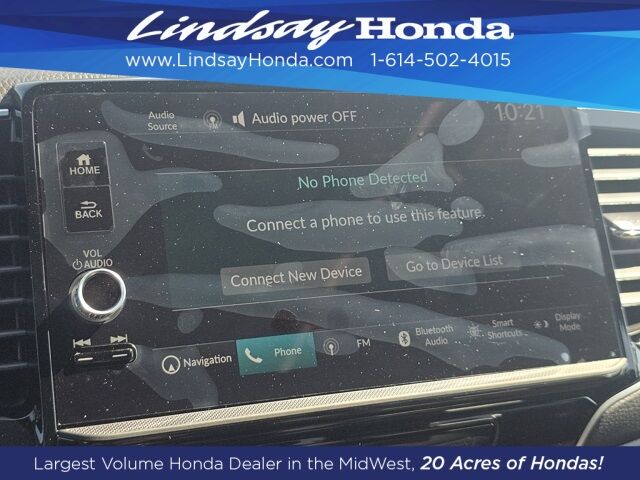 LINDSAY HONDA
www.LindsayHonda.com 1-614-502-4015
Audio Source
Audio power OFF
10:21
HOME
BACK
No Phone Detected
Connect a phone to use this feature.
VOL
AUDIO
Connect New Device
Go to Device List
Navigation
Phone
FM
Bluetooth Audio
Smart Shortcuts
Display Mode
Largest Volume Honda Dealer in the MidWest, 20 Acres of Hondas!